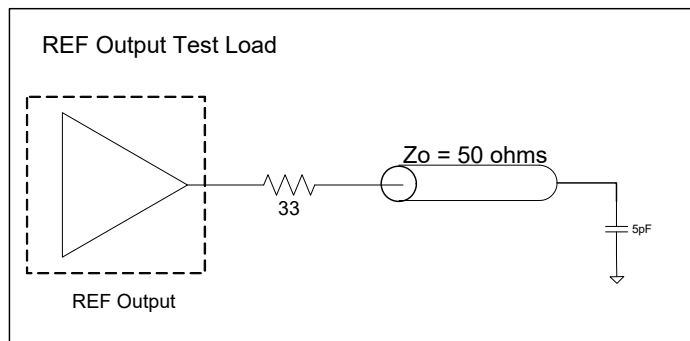 REF Output Test Load
Zo = 50 ohms
33
5pF
REF Output